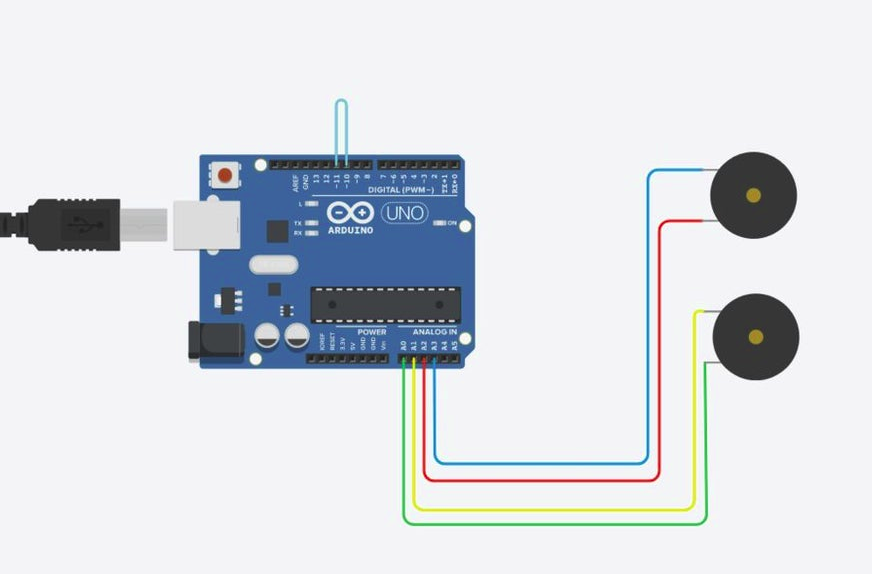 AREF
GND
13
12
~11
~10
~9
8
7
~6
~5
4
~3
2
TX→1
RX←0
DIGITAL (PWM~)
L
TX
RX
UNO
ON
ARDUINO
POWER
ANALOG IN
IOREF
RESET
3.3V
5V
GND
GND
Vin
A0
A1
A2
A3
A4
A5